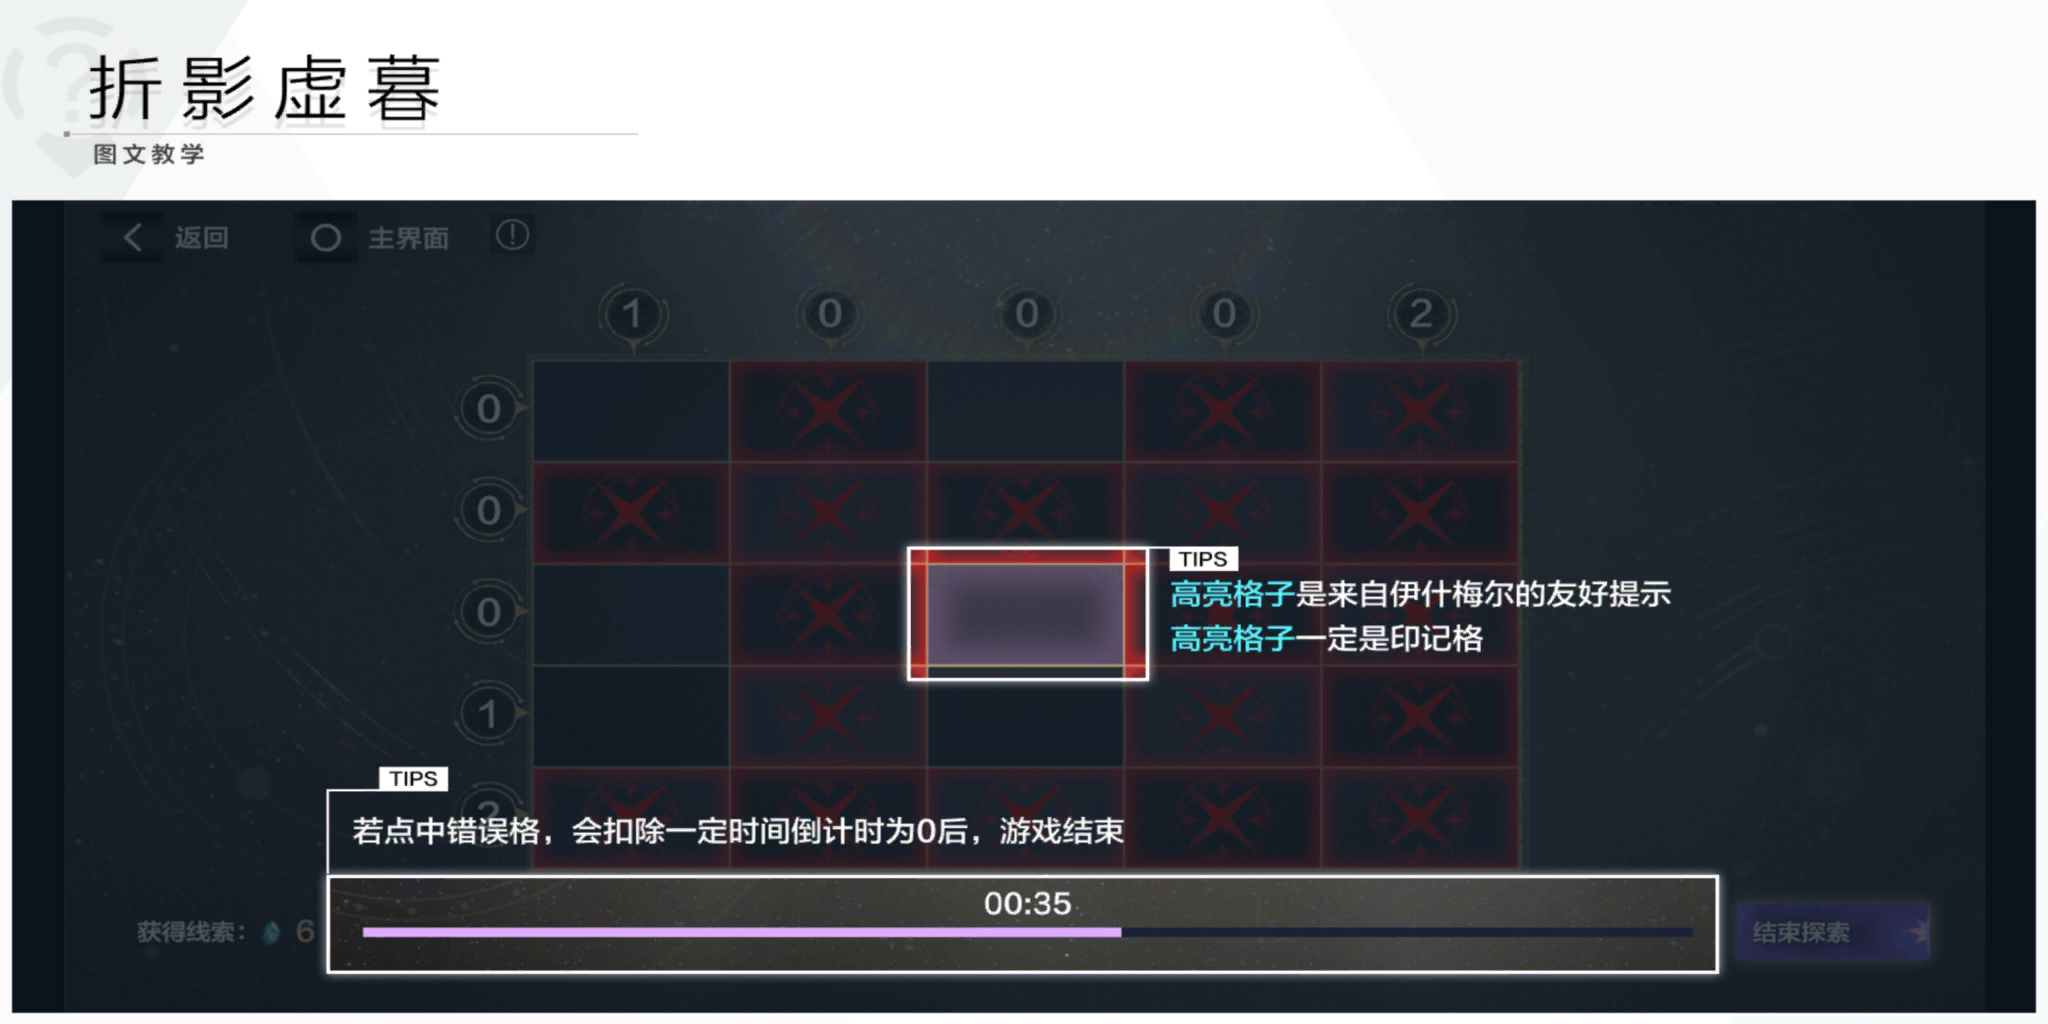 折影虚暮
图文教学
返回
主界面
1 0 0 0 2
0
0
0
1
2
TIPS
高亮格子是来自伊什梅尔的友好提示
高亮格子一定是印记格
TIPS
若点中错误格，会扣除一定时间倒计时为0后，游戏结束
00:35
获得线索： 6
结束探索